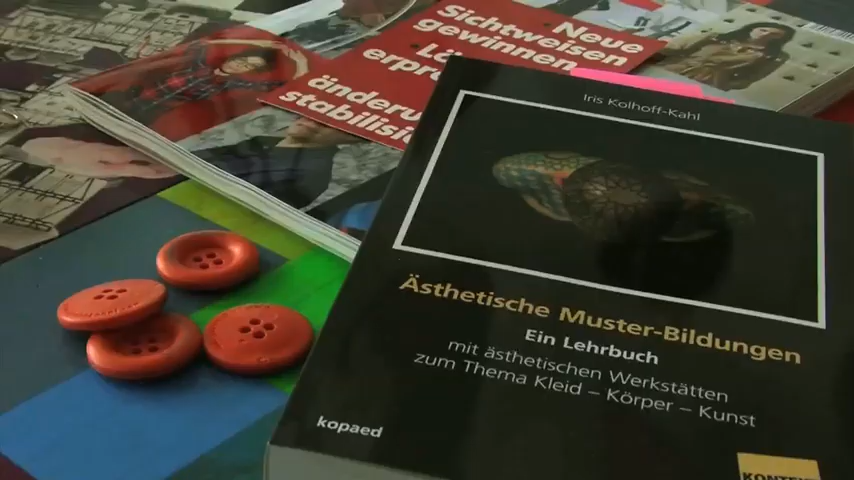 Neue
Sichtweisen
gewinnen
erpro
änderu
stabilisi
Iris Kolhoff-Kahl
Ästhetische Muster-Bildungen
Ein Lehrbuch
mit ästhetischen Werkstätten
zum Thema Kleid – Körper – Kunst
kopaed